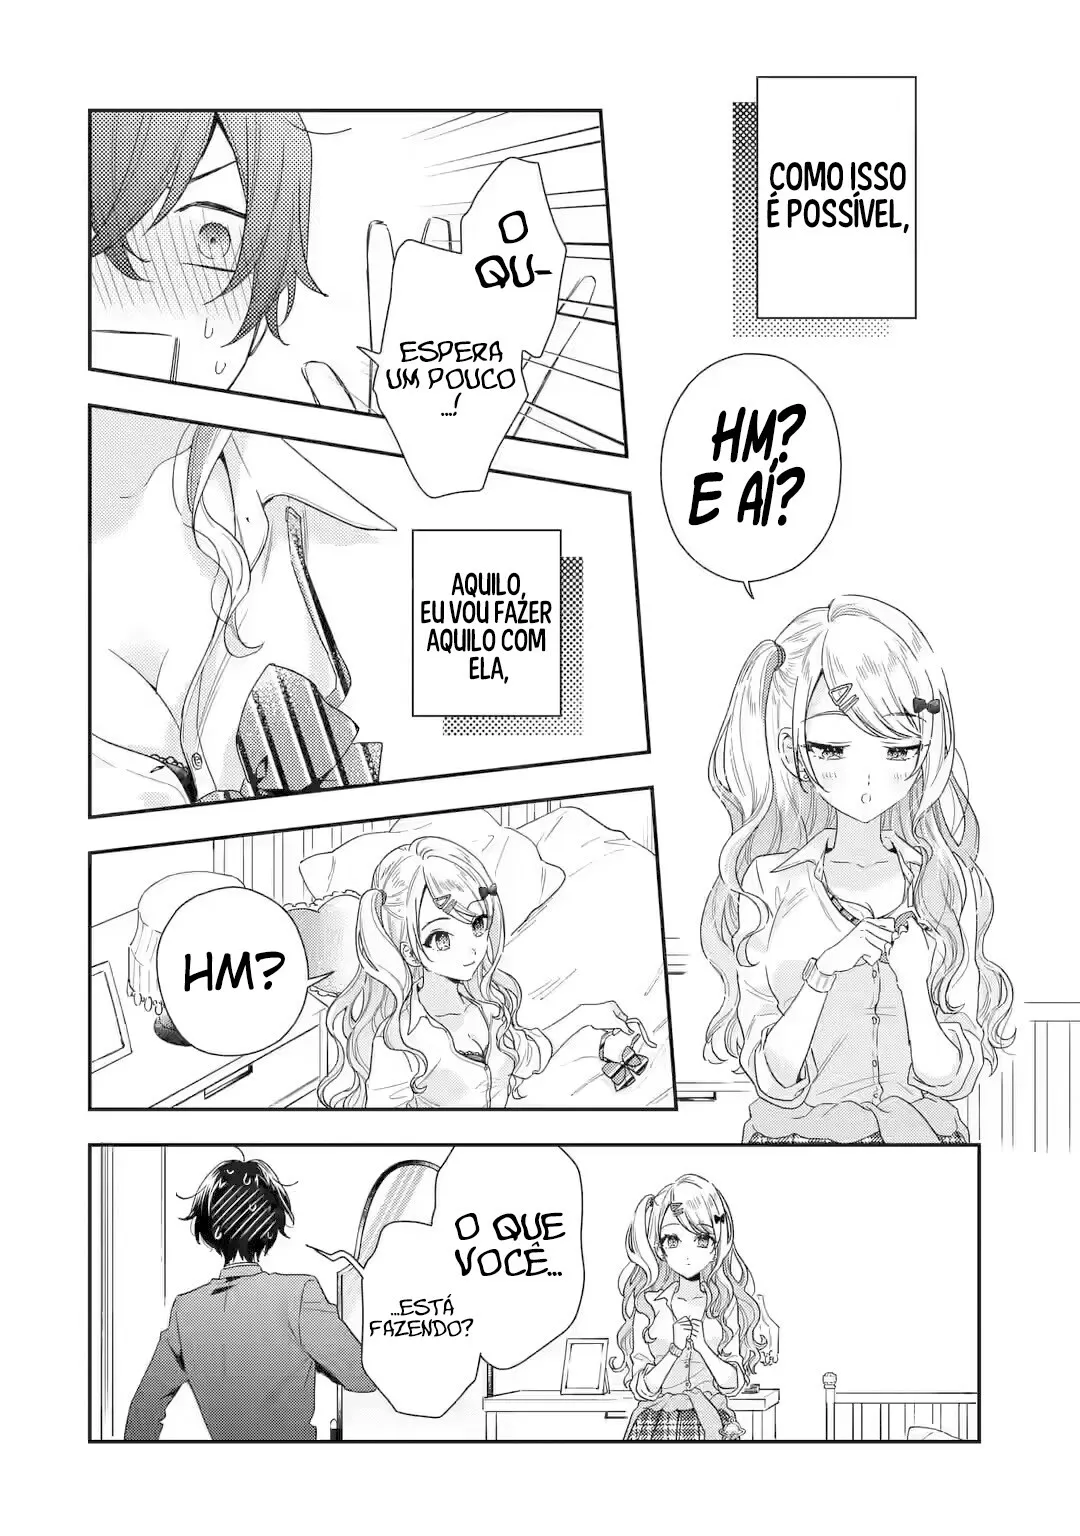 COMO ISSO
É POSSÍVEL,
HM?
E AÍ?
O
QU-
ESPERA
UM POUCO
...!
AQUILO,
EU VOU FAZER
AQUILO COM
ELA,
HM?
O QUE
VOCÊ...
...ESTÁ
FAZENDO?